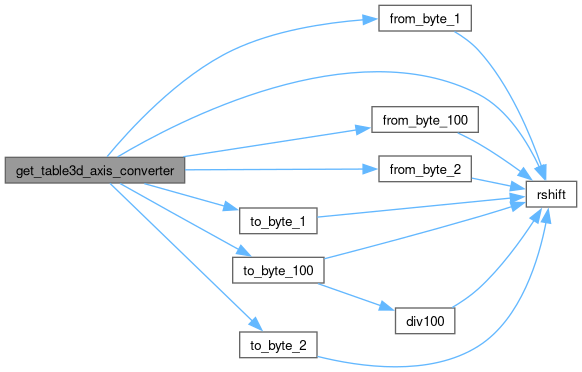 from_byte_1
from_byte_100
get_table3d_axis_converter
from_byte_2
rshift
to_byte_1
to_byte_100
div100
to_byte_2